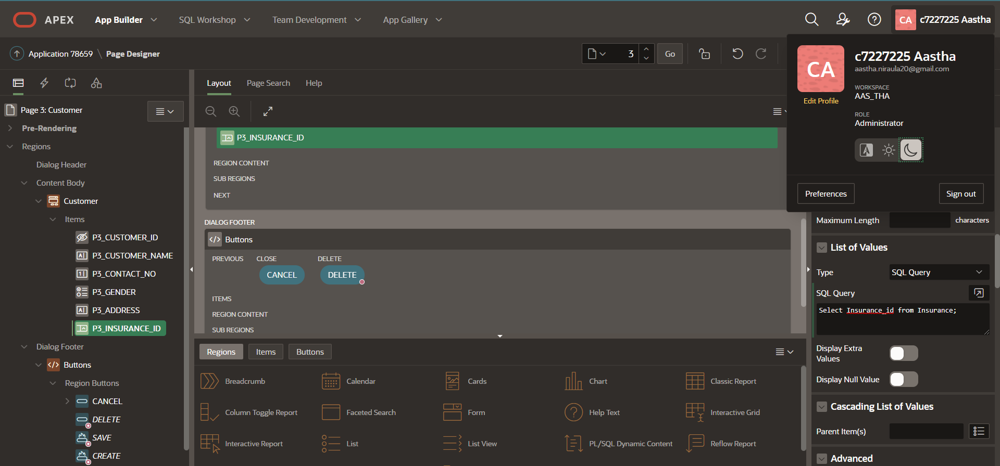 APEX
App Builder
SQL Workshop
Team Development
App Gallery
CA
c7227225 Aastha
Application 78659 \ Page Designer
3
Go
CA
c7227225 Aastha
aastha.niraula20@gmail.com
Edit Profile
WORKSPACE
AAS_THA
ROLE
Administrator
Preferences
Sign out
Page 3: Customer
Pre-Rendering
Regions
Dialog Header
Content Body
Customer
Items
P3_CUSTOMER_ID
P3_CUSTOMER_NAME
P3_CONTACT_NO
P3_GENDER
P3_ADDRESS
P3_INSURANCE_ID
Dialog Footer
Buttons
Region Buttons
CANCEL
DELETE
SAVE
CREATE
Layout
Page Search
Help
P3_INSURANCE_ID
REGION CONTENT
SUB REGIONS
NEXT
DIALOG FOOTER
Buttons
PREVIOUS
CLOSE
DELETE
CANCEL
DELETE
ITEMS
REGION CONTENT
SUB REGIONS
Regions
Items
Buttons
Breadcrumb
Calendar
Cards
Chart
Classic Report
Column Toggle Report
Faceted Search
Form
Help Text
Interactive Grid
Interactive Report
List
List View
PL/SQL Dynamic Content
Reflow Report
Maximum Length
characters
List of Values
Type
SQL Query
SQL Query
Select Insurance_id from Insurance;
Display Extra
Values
Display Null Value
Cascading List of Values
Parent Item(s)
Advanced